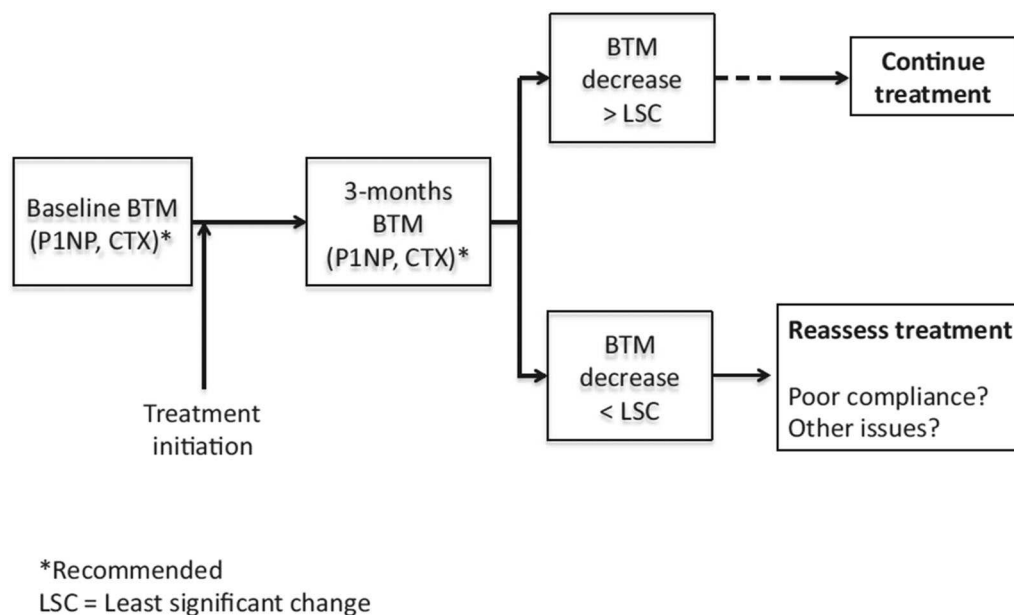 Baseline BTM
(P1NP, CTX)*
Treatment
initiation
3-months
BTM
(P1NP, CTX)*
BTM
decrease
> LSC
Continue
treatment
BTM
decrease
< LSC
Reassess treatment
Poor compliance?
Other issues?
*Recommended
LSC = Least significant change